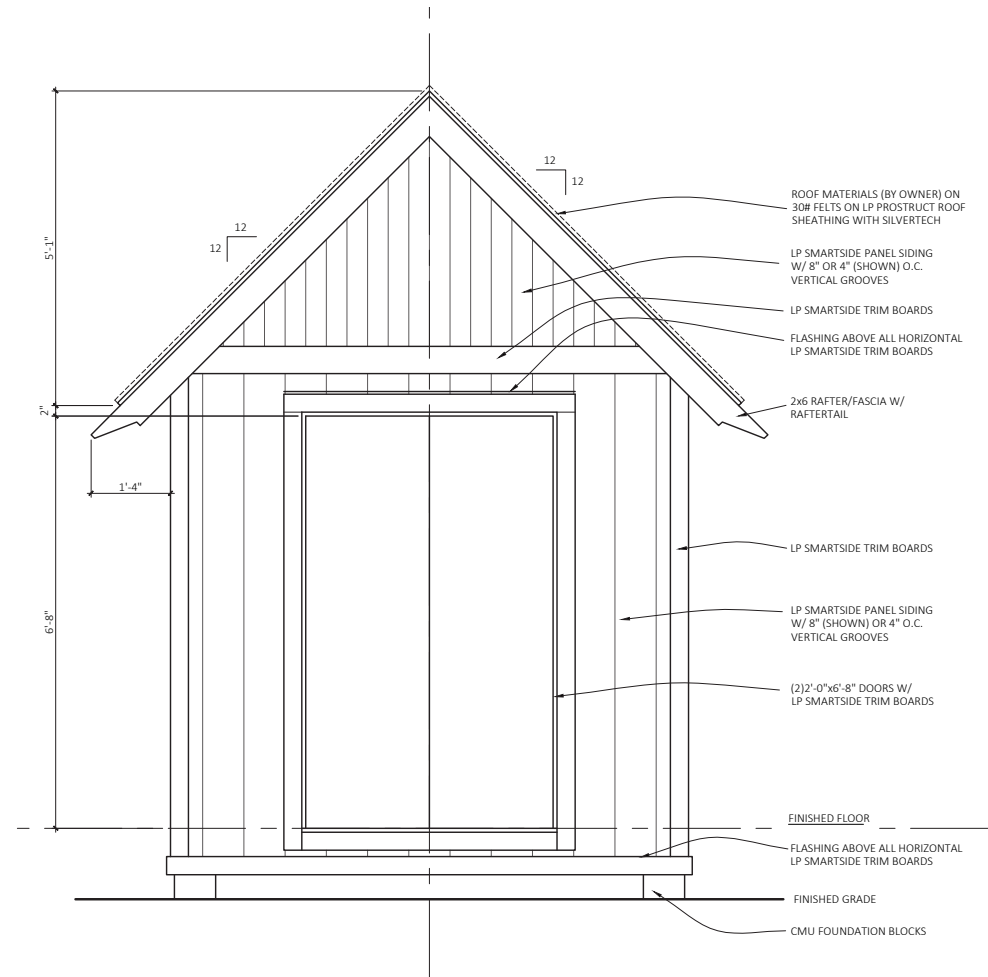 12
12
12
12
ROOF MATERIALS (BY OWNER) ON
30# FELTS ON LP PROSTRUCT ROOF
SHEATHING WITH SILVERTECH
5'-1"
LP SMARTSIDE PANEL SIDING
W/ 8" OR 4" (SHOWN) O.C.
VERTICAL GROOVES
LP SMARTSIDE TRIM BOARDS
FLASHING ABOVE ALL HORIZONTAL
LP SMARTSIDE TRIM BOARDS
2"
2x6 RAFTER/FASCIA W/
RAFTERTAIL
1'-4"
LP SMARTSIDE TRIM BOARDS
6'-8"
LP SMARTSIDE PANEL SIDING
W/ 8" (SHOWN) OR 4" O.C.
VERTICAL GROOVES
(2)2'-0"x6'-8" DOORS W/
LP SMARTSIDE TRIM BOARDS
FINISHED FLOOR
FLASHING ABOVE ALL HORIZONTAL
LP SMARTSIDE TRIM BOARDS
FINISHED GRADE
CMU FOUNDATION BLOCKS